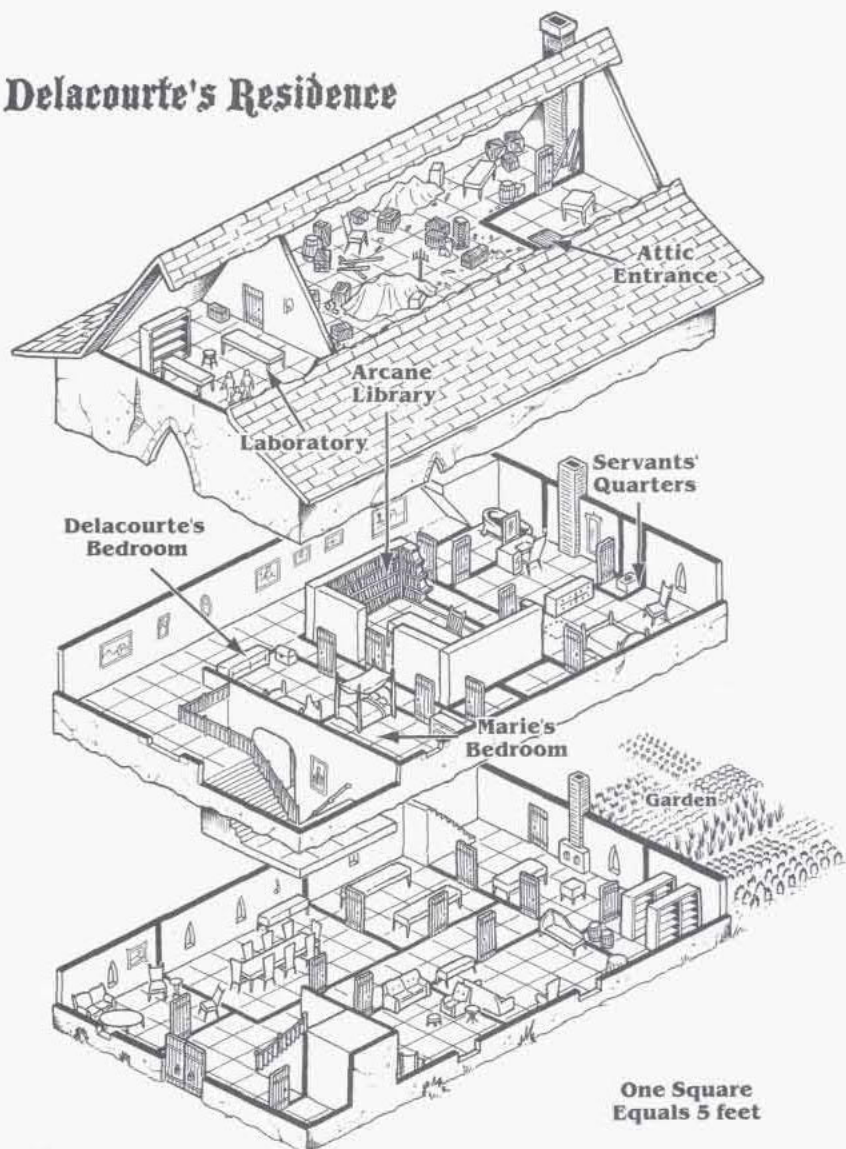 Delacourte's Residence
Attic
Entrance
Arcane
Library
Laboratory
Servants'
Quarters
Delacourte's
Bedroom
Marie's
Bedroom
Garden
One Square
Equals 5 feet